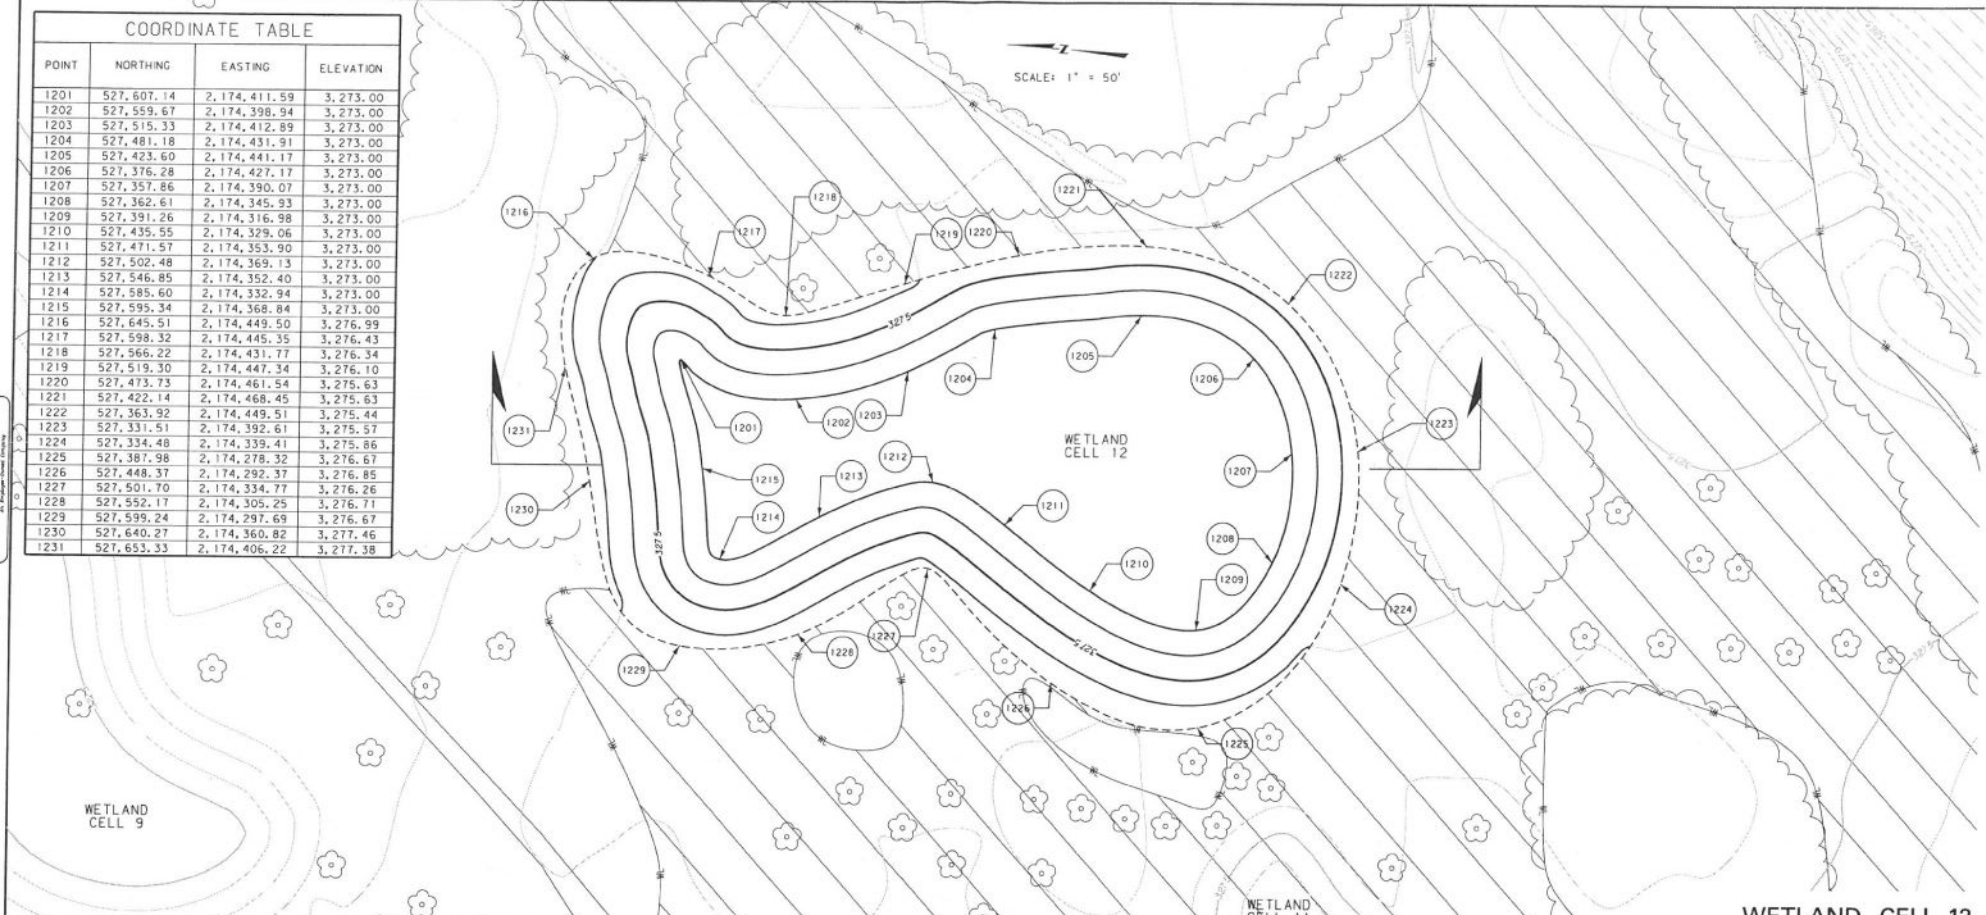 COORDINATE TABLE
POINT NORTHING EASTING ELEVATION
1201 527,607.14 2,174,411.59 3,273.00
1202 527,559.67 2,174,398.94 3,273.00
1203 527,515.33 2,174,412.89 3,273.00
1204 527,481.18 2,174,431.91 3,273.00
1205 527,423.60 2,174,441.17 3,273.00
1206 527,376.28 2,174,427.17 3,273.00
1207 527,357.86 2,174,390.07 3,273.00
1208 527,362.61 2,174,345.93 3,273.00
1209 527,391.26 2,174,316.98 3,273.00
1210 527,435.55 2,174,329.06 3,273.00
1211 527,471.57 2,174,353.90 3,273.00
1212 527,502.48 2,174,369.13 3,273.00
1213 527,546.85 2,174,352.40 3,273.00
1214 527,585.60 2,174,332.94 3,273.00
1215 527,595.34 2,174,368.84 3,273.00
1216 527,645.51 2,174,449.50 3,276.99
1217 527,598.32 2,174,445.35 3,276.43
1218 527,566.22 2,174,431.77 3,276.34
1219 527,519.30 2,174,447.34 3,276.10
1220 527,473.73 2,174,461.54 3,275.63
1221 527,422.14 2,174,468.45 3,275.63
1222 527,363.92 2,174,449.51 3,275.44
1223 527,331.51 2,174,392.61 3,275.57
1224 527,334.48 2,174,339.41 3,275.86
1225 527,387.98 2,174,278.32 3,276.67
1226 527,448.37 2,174,292.37 3,276.85
1227 527,501.70 2,174,334.77 3,276.26
1228 527,552.17 2,174,305.25 3,276.71
1229 527,599.24 2,174,297.69 3,276.67
1230 527,640.27 2,174,360.82 3,277.46
1231 527,653.33 2,174,406.22 3,277.38
Z
SCALE: 1" = 50'
1221
1218
1216
1217
1219
1220
1222
3275
1205
1204
1206
1203
1202
1201
1231
1223
WETLAND
CELL 12
1212
1207
1213
1215
1211
1230
1214
1208
3275
1210
1209
1224
1227
3275
1228
1229
1226
1225
3275
3275
WETLAND
CELL 9
3275
WETLAND
WETLAND CELL 12